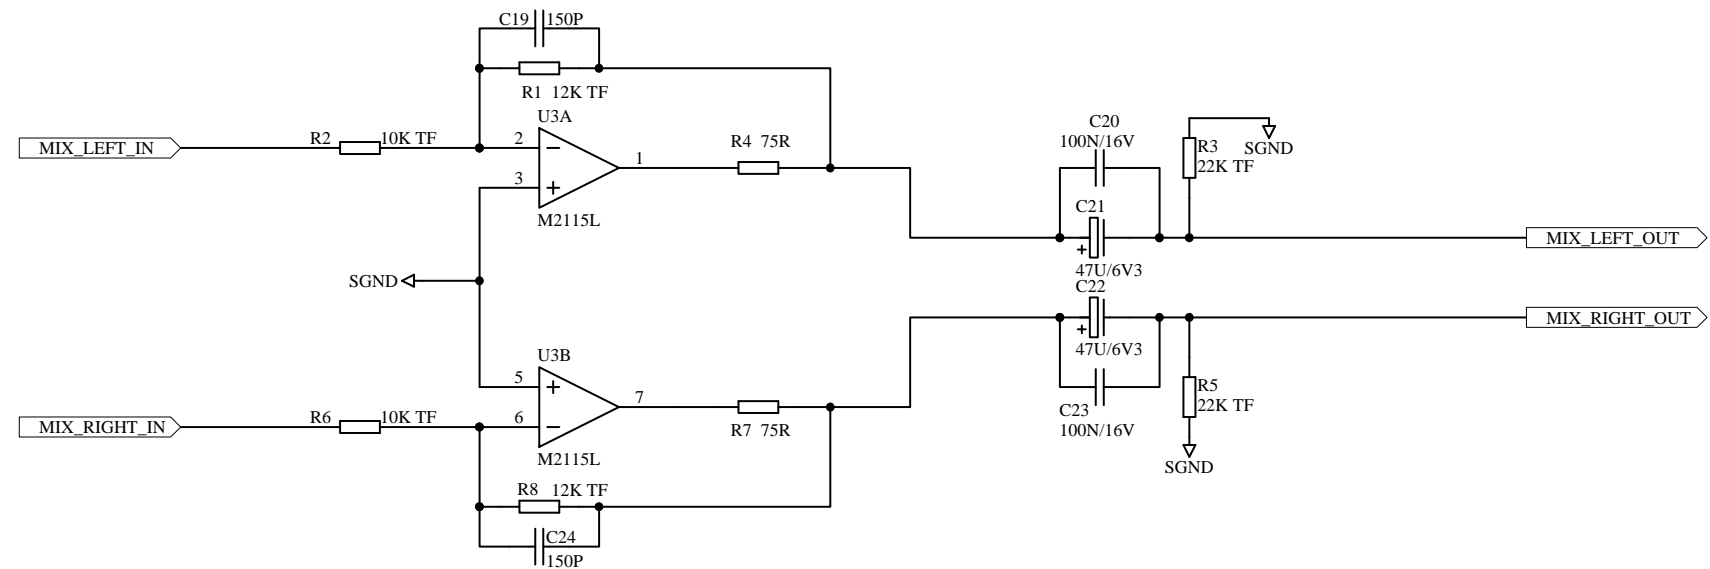 C19 150P
R1 12K TF
U3A
R2 10K TF
MIX_LEFT_IN
2
3
1
M2115L
R4 75R
C20
100N/16V
R3
22K TF
SGND
C21
47U/6V3
MIX_LEFT_OUT
SGND
C22
47U/6V3
MIX_RIGHT_OUT
U3B
5
6
7
R6 10K TF
MIX_RIGHT_IN
M2115L
R7 75R
C23
100N/16V
R5
22K TF
SGND
R8 12K TF
C24
150P